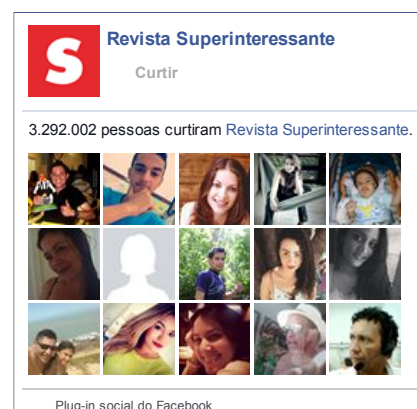 S
Revista Superinteressante
Curtir
3.292.002 pessoas curtiram Revista Superinteressante.
Plug-in social do Facebook